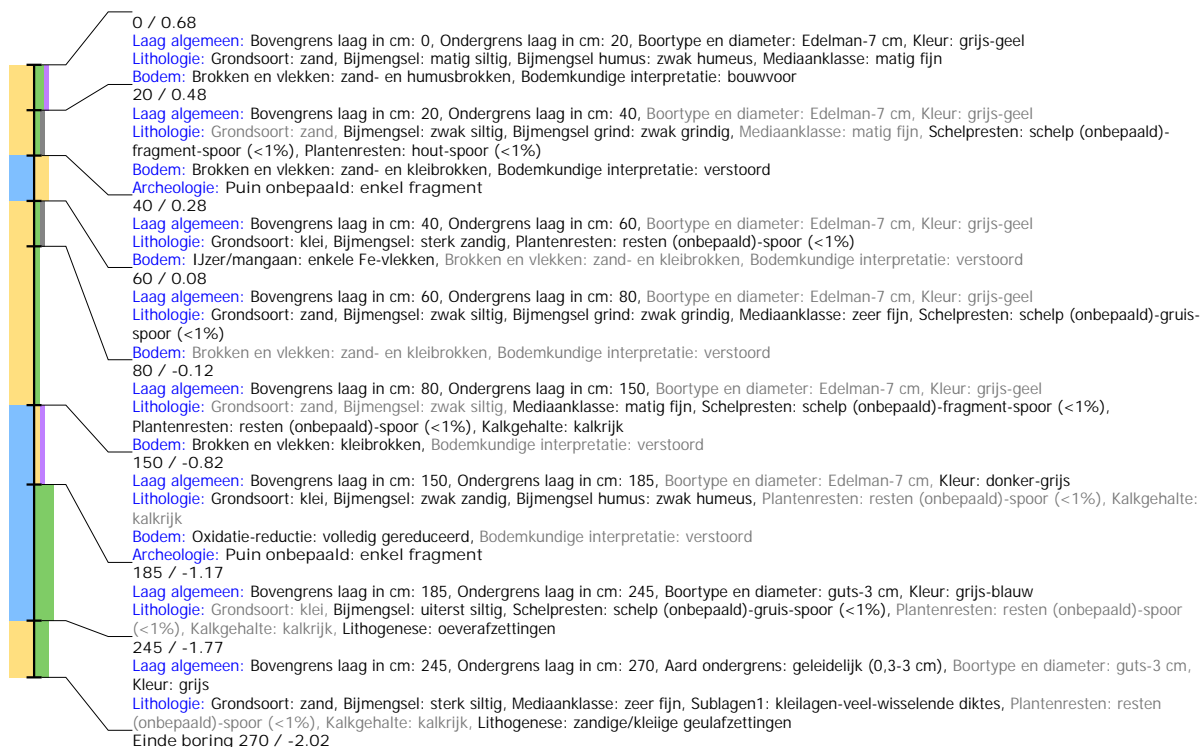 0 / 0.68
Laag algemeen: Bovengrens laag in cm: 0, Ondergrens laag in cm: 20, Boortype en diameter: Edelman-7 cm, Kleur: grijs-geel
Lithologie: Grondsoort: zand, Bijmengsel: matig siltig, Bijmengsel humus: zwak humeus, Mediaanklasse: matig fijn
Bodem: Brokken en vlekken: zand- en humusbrokken, Bodemkundige interpretatie: bouwvoor
20 / 0.48
Laag algemeen: Bovengrens laag in cm: 20, Ondergrens laag in cm: 40, Boortype en diameter: Edelman-7 cm, Kleur: grijs-geel
Lithologie: Grondsoort: zand, Bijmengsel: zwak siltig, Bijmengsel grind: zwak grindig, Mediaanklasse: matig fijn, Schelpresten: schelp (onbepaald)-
fragment-spoor (<1%), Plantenresten: hout-spoor (<1%)
Bodem: Brokken en vlekken: zand- en kleibrokken, Bodemkundige interpretatie: verstoord
Archeologie: Puin onbepaald: enkel fragment
40 / 0.28
Laag algemeen: Bovengrens laag in cm: 40, Ondergrens laag in cm: 60, Boortype en diameter: Edelman-7 cm, Kleur: grijs-geel
Lithologie: Grondsoort: klei, Bijmengsel: sterk zandig, Plantenresten: resten (onbepaald)-spoor (<1%)
Bodem: IJzer/mangaan: enkele Fe-vlekken, Brokken en vlekken: zand- en kleibrokken, Bodemkundige interpretatie: verstoord
60 / 0.08
Laag algemeen: Bovengrens laag in cm: 60, Ondergrens laag in cm: 80, Boortype en diameter: Edelman-7 cm, Kleur: grijs-geel
Lithologie: Grondsoort: zand, Bijmengsel: zwak siltig, Bijmengsel grind: zwak grindig, Mediaanklasse: zeer fijn, Schelpresten: schelp (onbepaald)-gruis-
spoor (<1%)
Bodem: Brokken en vlekken: zand- en kleibrokken, Bodemkundige interpretatie: verstoord
80 / -0.12
Laag algemeen: Bovengrens laag in cm: 80, Ondergrens laag in cm: 150, Boortype en diameter: Edelman-7 cm, Kleur: grijs-geel
Lithologie: Grondsoort: zand, Bijmengsel: zwak siltig, Mediaanklasse: matig fijn, Schelpresten: schelp (onbepaald)-fragment-spoor (<1%),
Plantenresten: resten (onbepaald)-spoor (<1%), Kalkgehalte: kalkrijk
Bodem: Brokken en vlekken: kleibrokken, Bodemkundige interpretatie: verstoord
150 / -0.82
Laag algemeen: Bovengrens laag in cm: 150, Ondergrens laag in cm: 185, Boortype en diameter: Edelman-7 cm, Kleur: donker-grijs
Lithologie: Grondsoort: klei, Bijmengsel: zwak zandig, Bijmengsel humus: zwak humeus, Plantenresten: resten (onbepaald)-spoor (<1%), Kalkgehalte:
kalkrijk
Bodem: Oxidatie-reductie: volledig gereduceerd, Bodemkundige interpretatie: verstoord
Archeologie: Puin onbepaald: enkel fragment
185 / -1.17
Laag algemeen: Bovengrens laag in cm: 185, Ondergrens laag in cm: 245, Boortype en diameter: guts-3 cm, Kleur: grijs-blauw
Lithologie: Grondsoort: klei, Bijmengsel: uiterst siltig, Schelpresten: schelp (onbepaald)-gruis-spoor (<1%), Plantenresten: resten (onbepaald)-spoor
(<1%), Kalkgehalte: kalkrijk, Lithogenese: oeverafzettingen
245 / -1.77
Laag algemeen: Bovengrens laag in cm: 245, Ondergrens laag in cm: 270, Aard ondergrens: geleidelijk (0,3-3 cm), Boortype en diameter: guts-3 cm,
Kleur: grijs
Lithologie: Grondsoort: zand, Bijmengsel: sterk siltig, Mediaanklasse: zeer fijn, Sublagen1: kleilagen-veel-wisselende diktes, Plantenresten: resten
(onbepaald)-spoor (<1%), Kalkgehalte: kalkrijk, Lithogenese: zandige/kleiige geulafzettingen
Einde boring 270 / -2.02